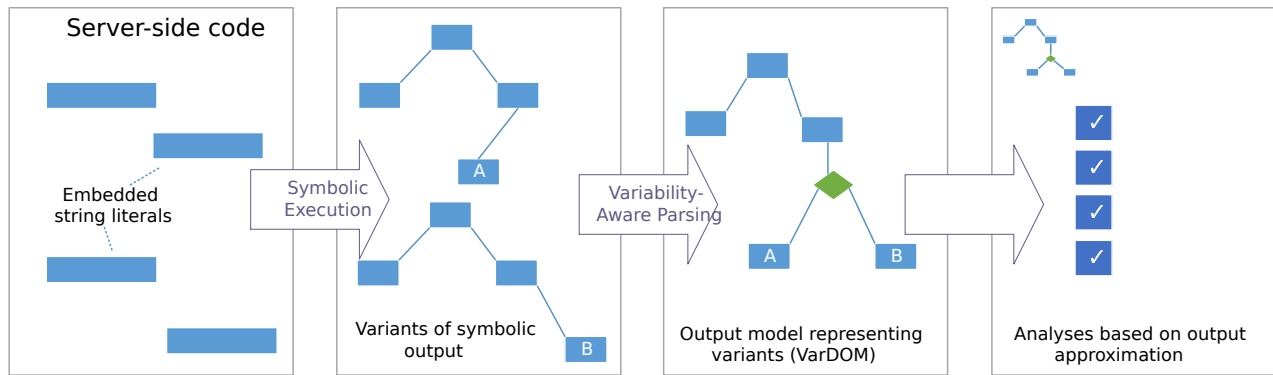 Server-side code
Embedded
string literals
Symbolic
Execution
A
B
Variants of symbolic
output
Variability-
Aware Parsing
A
B
Output model representing
variants (VarDOM)
✓
✓
✓
✓
Analyses based on output
approximation